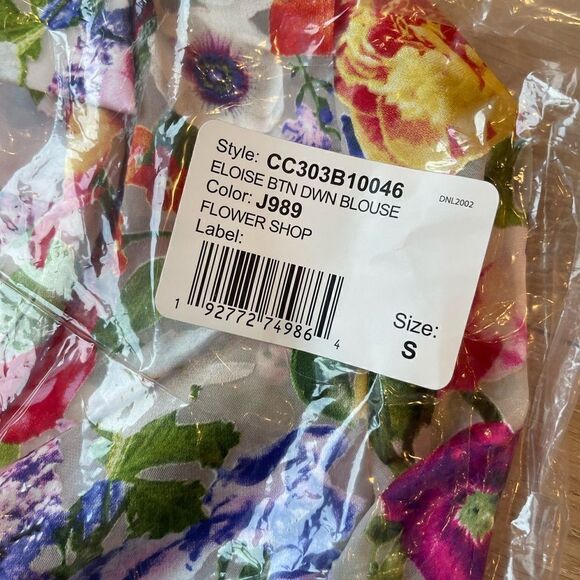 Style: CC303B10046
DNL2002
ELOISE BTN DWN BLOUSE
Color: J989
FLOWER SHOP
Label:
1 92772 74986 4
Size:
S